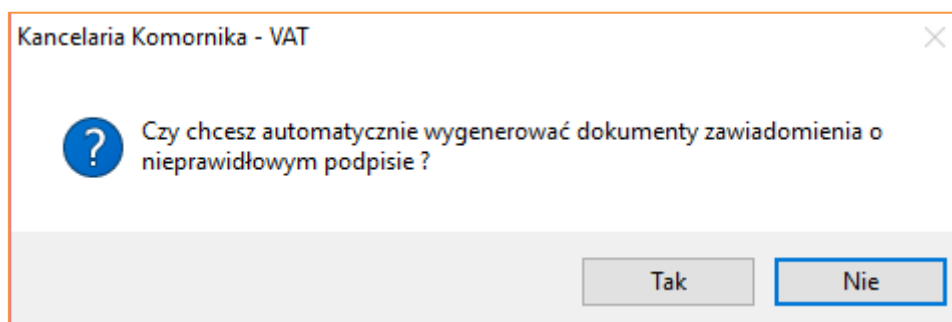 Kancelaria Komornika - VAT
Czy chcesz automatycznie wygenerować dokumenty zawiadomienia o
nieprawidłowym podpisie ?
Tak
Nie